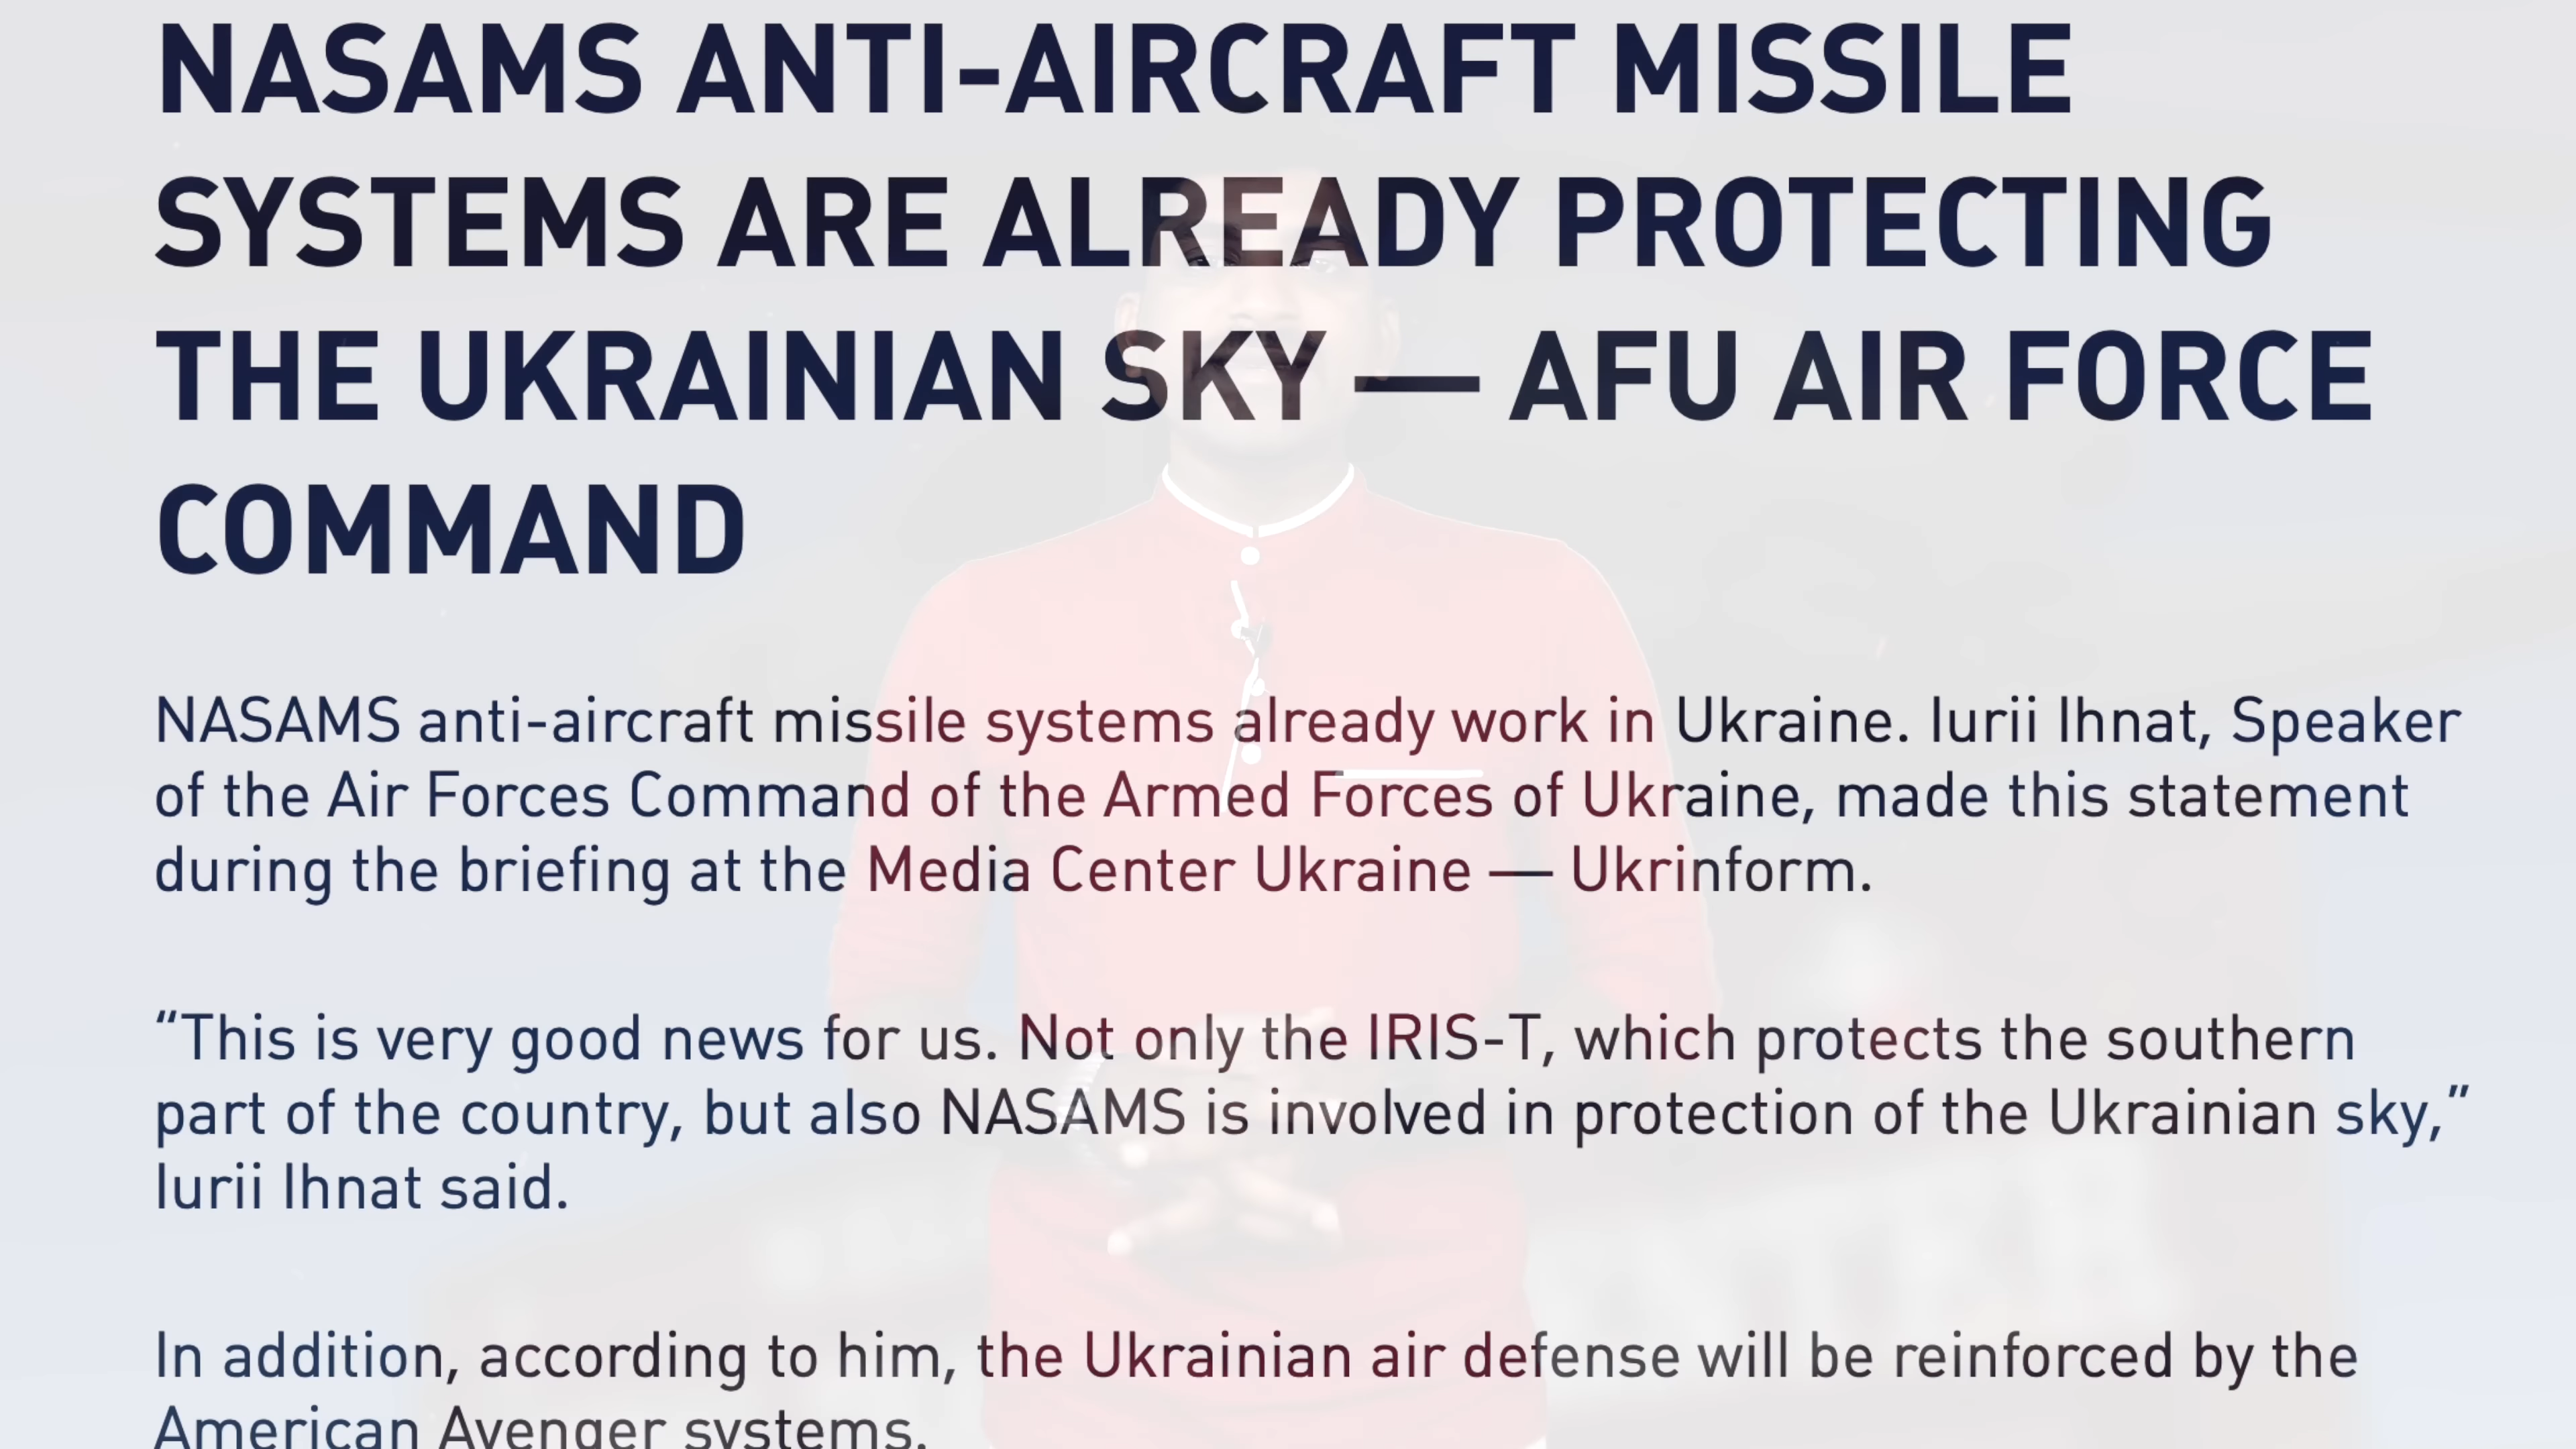 NASAMS ANTI-AIRCRAFT MISSILE
SYSTEMS ARE ALREADY PROTECTING
THE UKRAINIAN SKY — AFU AIR FORCE
COMMAND
NASAMS anti-aircraft missile systems already work in Ukraine. Iurii Ihnat, Speaker
of the Air Forces Command of the Armed Forces of Ukraine, made this statement
during the briefing at the Media Center Ukraine — Ukrinform.
“This is very good news for us. Not only the IRIS-T, which protects the southern
part of the country, but also NASAMS is involved in protection of the Ukrainian sky,”
Iurii Ihnat said.
In addition, according to him, the Ukrainian air defense will be reinforced by the
American Avenger systems.